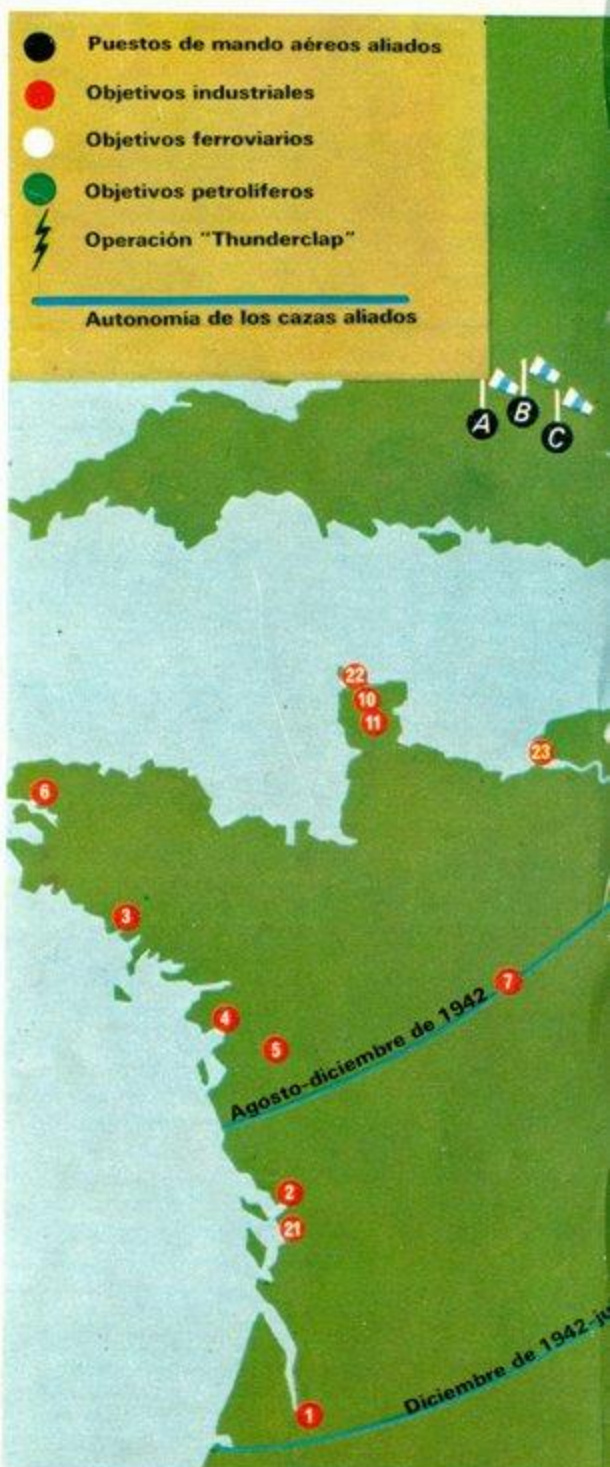 Puestos de mando aéreos aliados
Objetivos industriales
Objetivos ferroviarios
Objetivos petrolíferos
Operación "Thunderclap"
Autonomía de los cazas aliados
A
B
C
22
10
11
23
6
3
7
4
5
Agosto-diciembre de 1942
2
21
Diciembre de 1942-ju
1